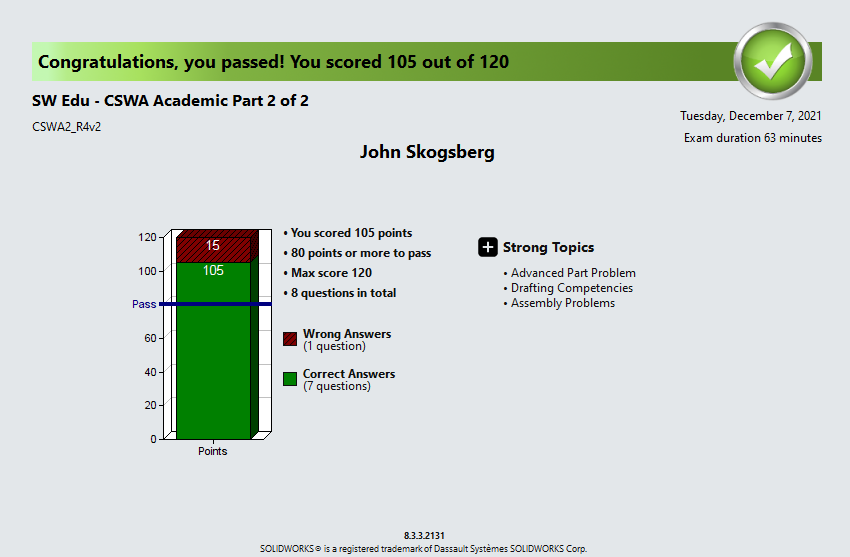 Congratulations, you passed! You scored 105 out of 120
SW Edu - CSWA Academic Part 2 of 2
CSWA2_R4v2
Tuesday, December 7, 2021
Exam duration 63 minutes
John Skogsberg
120
100
Pass
60
40
20
0
15
105
Points
• You scored 105 points
• 80 points or more to pass
• Max score 120
• 8 questions in total
Wrong Answers
(1 question)
Correct Answers
(7 questions)
Strong Topics
• Advanced Part Problem
• Drafting Competencies
• Assembly Problems
8.3.3.2131
SOLIDWORKS® is a registered trademark of Dassault Systèmes SOLIDWORKS Corp.